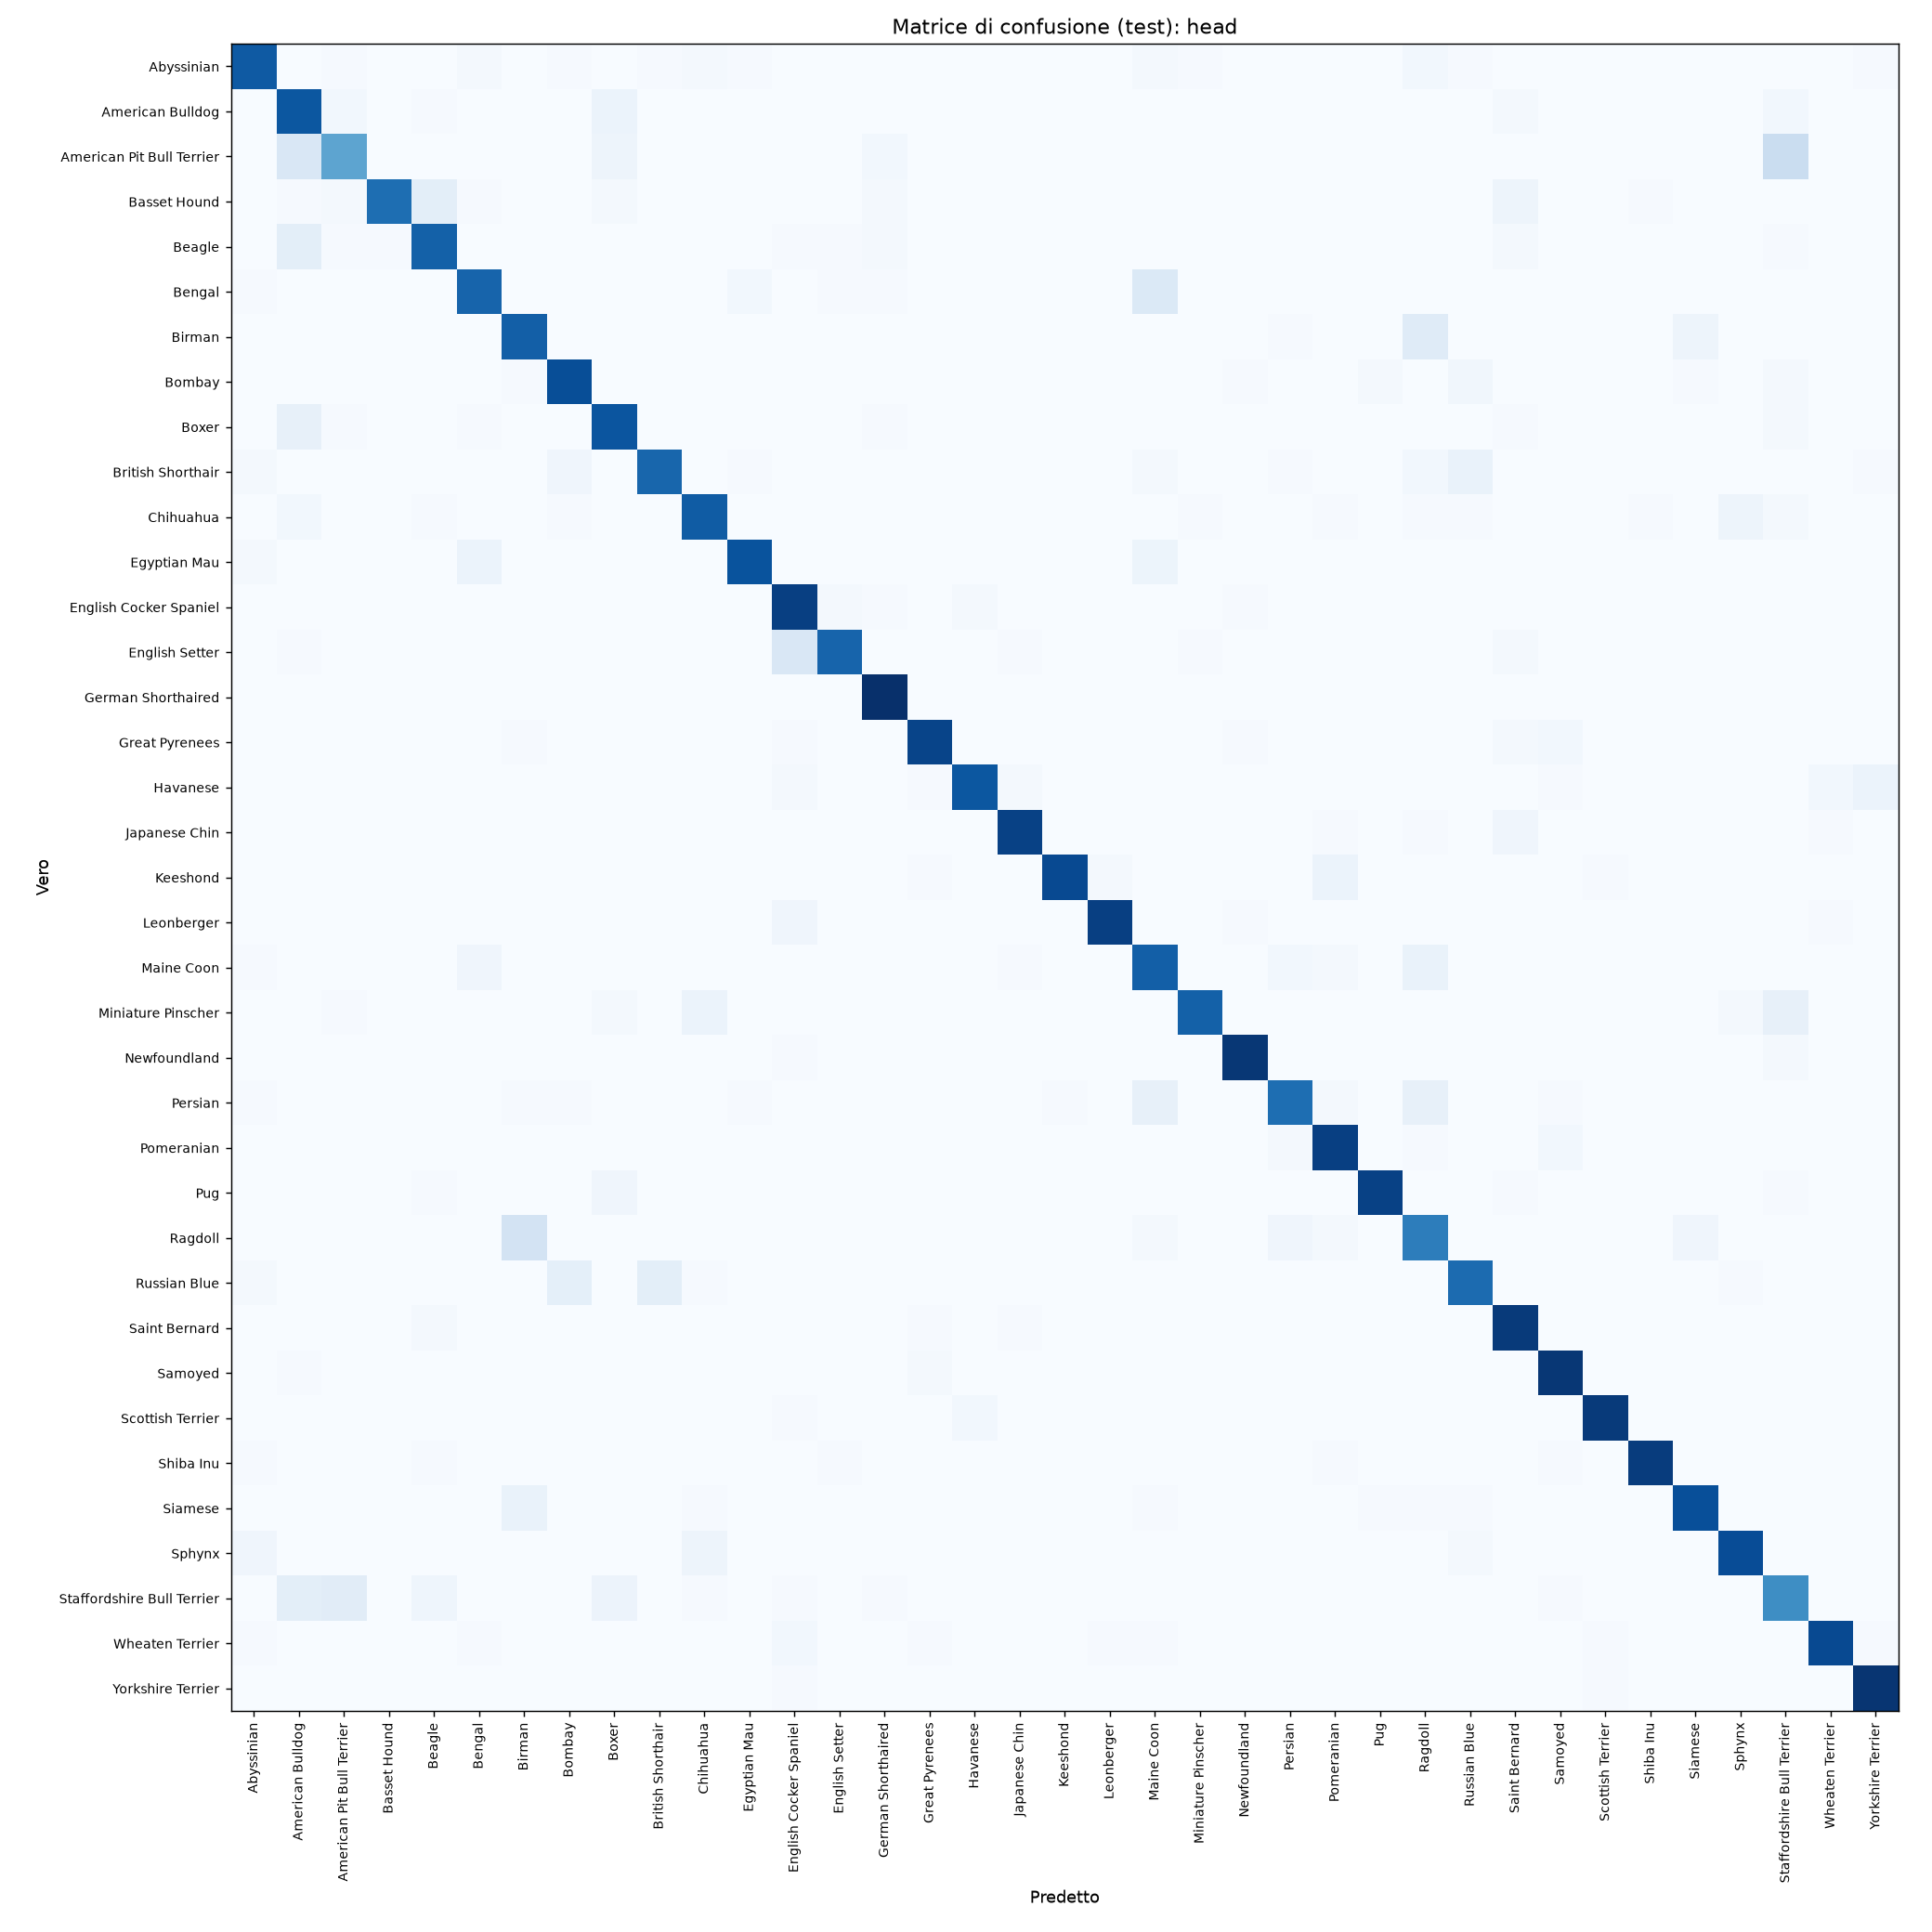 Matrice di confusione (test): head
Abyssinian
American Bulldog
American Pit Bull Terrier
Basset Hound
Beagle
Bengal
Birman
Bombay
Boxer
British Shorthair
Chihuahua
Egyptian Mau
English Cocker Spaniel
English Setter
German Shorthaired
Great Pyrenees
Havanese
Japanese Chin
Keeshond
Leonberger
Maine Coon
Miniature Pinscher
Newfoundland
Persian
Pomeranian
Pug
Ragdoll
Russian Blue
Saint Bernard
Samoyed
Scottish Terrier
Shiba Inu
Siamese
Sphynx
Staffordshire Bull Terrier
Wheaten Terrier
Yorkshire Terrier
Vero
Abyssinian
American Bulldog
American Pit Bull Terrier
Basset Hound
Beagle
Bengal
Birman
Bombay
Boxer
British Shorthair
Chihuahua
Egyptian Mau
English Cocker Spaniel
English Setter
German Shorthaired
Great Pyrenees
Havanese
Japanese Chin
Keeshond
Leonberger
Maine Coon
Miniature Pinscher
Newfoundland
Persian
Pomeranian
Pug
Ragdoll
Russian Blue
Saint Bernard
Samoyed
Scottish Terrier
Shiba Inu
Siamese
Sphynx
Staffordshire Bull Terrier
Wheaten Terrier
Yorkshire Terrier
Predetto